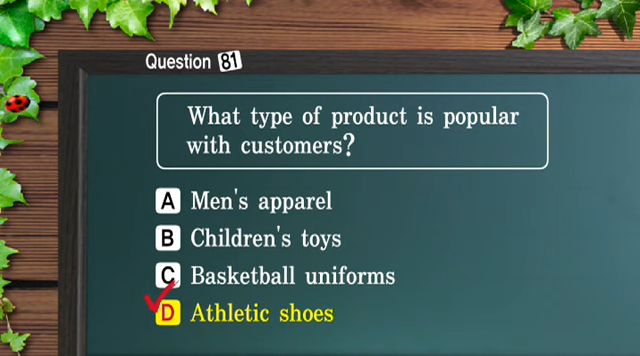 Question 81
What type of product is popular
with customers?
A Men's apparel
B Children's toys
C Basketball uniforms
D Athletic shoes